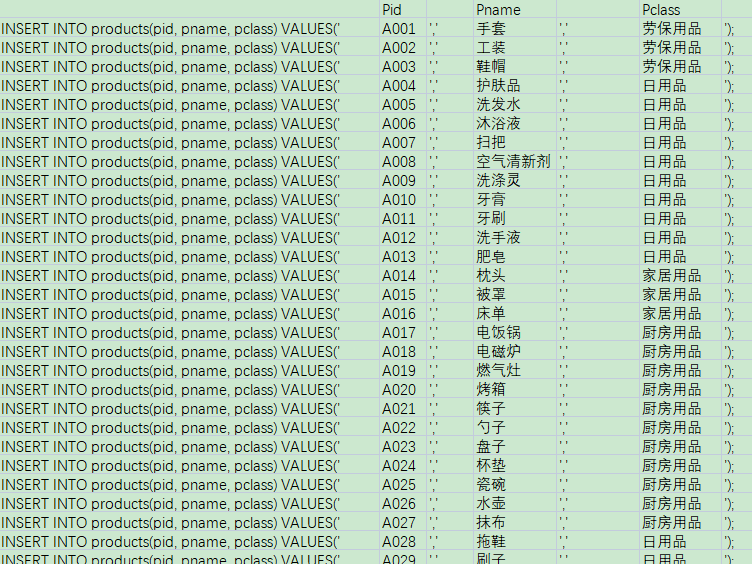 Pid Pname Pclass
INSERT INTO products(pid, pname, pclass) VALUES(' A001 ',' 手套 ',' 劳保用品 ');
INSERT INTO products(pid, pname, pclass) VALUES(' A002 ',' 工装 ',' 劳保用品 ');
INSERT INTO products(pid, pname, pclass) VALUES(' A003 ',' 鞋帽 ',' 劳保用品 ');
INSERT INTO products(pid, pname, pclass) VALUES(' A004 ',' 护肤品 ',' 日用品 ');
INSERT INTO products(pid, pname, pclass) VALUES(' A005 ',' 洗发水 ',' 日用品 ');
INSERT INTO products(pid, pname, pclass) VALUES(' A006 ',' 沐浴液 ',' 日用品 ');
INSERT INTO products(pid, pname, pclass) VALUES(' A007 ',' 扫把 ',' 日用品 ');
INSERT INTO products(pid, pname, pclass) VALUES(' A008 ',' 空气清新剂 ',' 日用品 ');
INSERT INTO products(pid, pname, pclass) VALUES(' A009 ',' 洗涤灵 ',' 日用品 ');
INSERT INTO products(pid, pname, pclass) VALUES(' A010 ',' 牙膏 ',' 日用品 ');
INSERT INTO products(pid, pname, pclass) VALUES(' A011 ',' 牙刷 ',' 日用品 ');
INSERT INTO products(pid, pname, pclass) VALUES(' A012 ',' 洗手液 ',' 日用品 ');
INSERT INTO products(pid, pname, pclass) VALUES(' A013 ',' 肥皂 ',' 日用品 ');
INSERT INTO products(pid, pname, pclass) VALUES(' A014 ',' 枕头 ',' 家居用品 ');
INSERT INTO products(pid, pname, pclass) VALUES(' A015 ',' 被罩 ',' 家居用品 ');
INSERT INTO products(pid, pname, pclass) VALUES(' A016 ',' 床单 ',' 家居用品 ');
INSERT INTO products(pid, pname, pclass) VALUES(' A017 ',' 电饭锅 ',' 厨房用品 ');
INSERT INTO products(pid, pname, pclass) VALUES(' A018 ',' 电磁炉 ',' 厨房用品 ');
INSERT INTO products(pid, pname, pclass) VALUES(' A019 ',' 燃气灶 ',' 厨房用品 ');
INSERT INTO products(pid, pname, pclass) VALUES(' A020 ',' 烤箱 ',' 厨房用品 ');
INSERT INTO products(pid, pname, pclass) VALUES(' A021 ',' 筷子 ',' 厨房用品 ');
INSERT INTO products(pid, pname, pclass) VALUES(' A022 ',' 勺子 ',' 厨房用品 ');
INSERT INTO products(pid, pname, pclass) VALUES(' A023 ',' 盘子 ',' 厨房用品 ');
INSERT INTO products(pid, pname, pclass) VALUES(' A024 ',' 杯垫 ',' 厨房用品 ');
INSERT INTO products(pid, pname, pclass) VALUES(' A025 ',' 瓷碗 ',' 厨房用品 ');
INSERT INTO products(pid, pname, pclass) VALUES(' A026 ',' 水壶 ',' 厨房用品 ');
INSERT INTO products(pid, pname, pclass) VALUES(' A027 ',' 抹布 ',' 厨房用品 ');
INSERT INTO products(pid, pname, pclass) VALUES(' A028 ',' 拖鞋 ',' 日用品 ');
INSERT INTO products(pid, pname, pclass) VALUES(' A029 ',' 刷子 ',' 日用品 ');